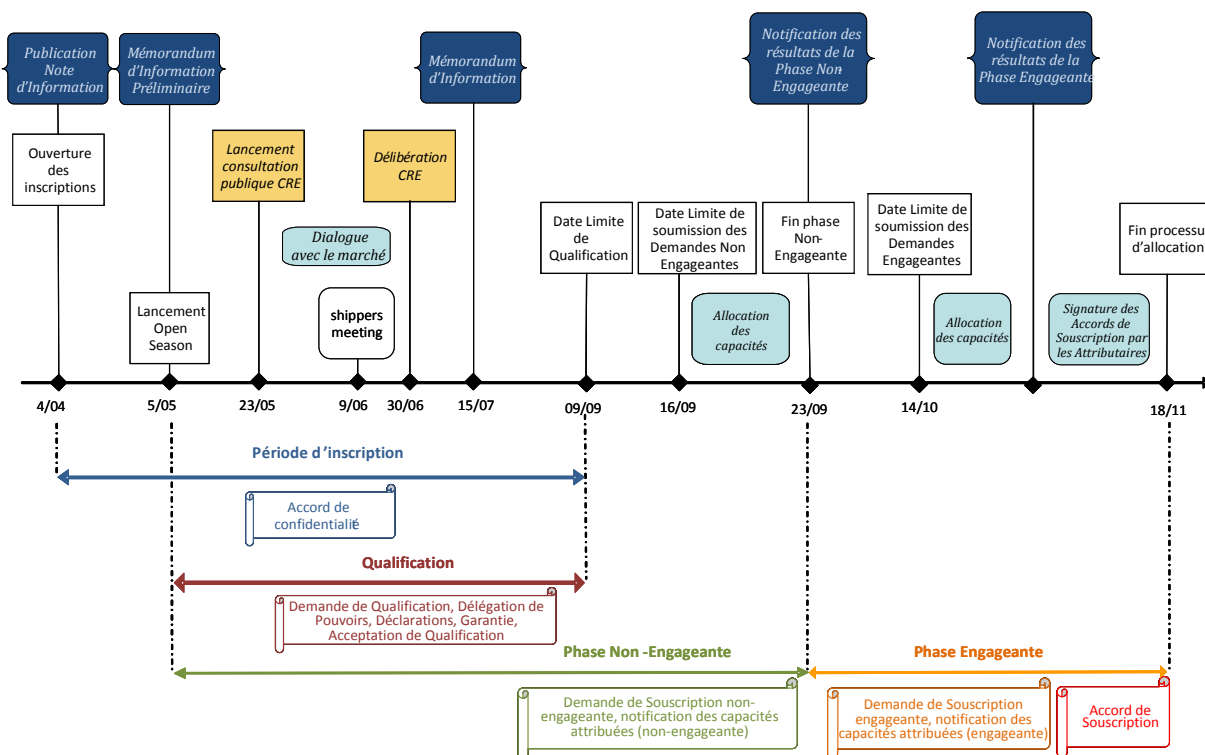 Publication
Note
d'Information
Mémorandum
d'Information
Préliminaire
Mémorandum
d'Information
Notification des
résultats de la
Phase Non-
Engageante
Notification des
résultats de la
Phase Engageante
Ouverture
des
inscriptions
Lancement
consultation
publique CRE
Délibération
CRE
Dialogue
avec le marché
Date Limite
de
Qualification
Date Limite de
soumission des
Demandes Non
Engageantes
Fin phase
Non-
Engageante
Date Limite de
soumission des
Demandes
Engageantes
Fin processu
d'allocation
Lancement
Open
Season
shippers
meeting
Allocation
des
capacités
Allocation
des capacités
Signature des
Accords de
Souscription par
les Attributaires
4/04
5/05
23/05
9/06
30/06
15/07
09/09
16/09
23/09
14/10
18/11
Période d'inscription
Accord de
confidentialité
Qualification
Demande de Qualification, Délégation de
Pouvoirs, Déclarations, Garantie,
Acceptation de Qualification
Phase Non -Engageante
Phase Engageante
Demande de Souscription non-
engageante, notification des capacités
attribuées (non-engageante)
Demande de Souscription
engageante, notification des
capacités attribuées (engageante)
Accord de
Souscription